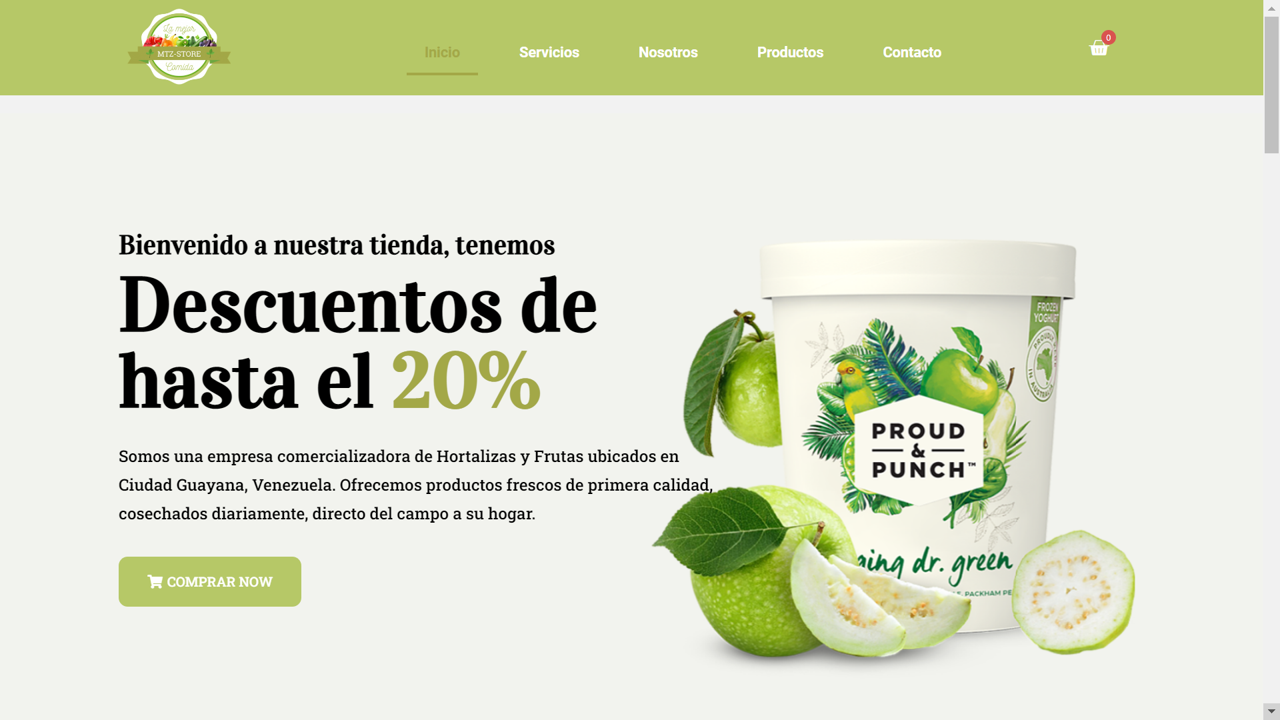 La mejor
MTZ-STORE
Comida
Inicio
Servicios
Nosotros
Productos
Contacto
0
Bienvenido a nuestra tienda, tenemos
Descuentos de
hasta el 20%
Somos una empresa comercializadora de Hortalizas y Frutas ubicados en
Ciudad Guayana, Venezuela. Ofrecemos productos frescos de primera calidad,
cosechados diariamente, directo del campo a su hogar.
COMPRAR NOW
FROZEN
YOGHURT
IN AUSTRALIA
PROUD
&
PUNCH™
dr. green
PACKHAM